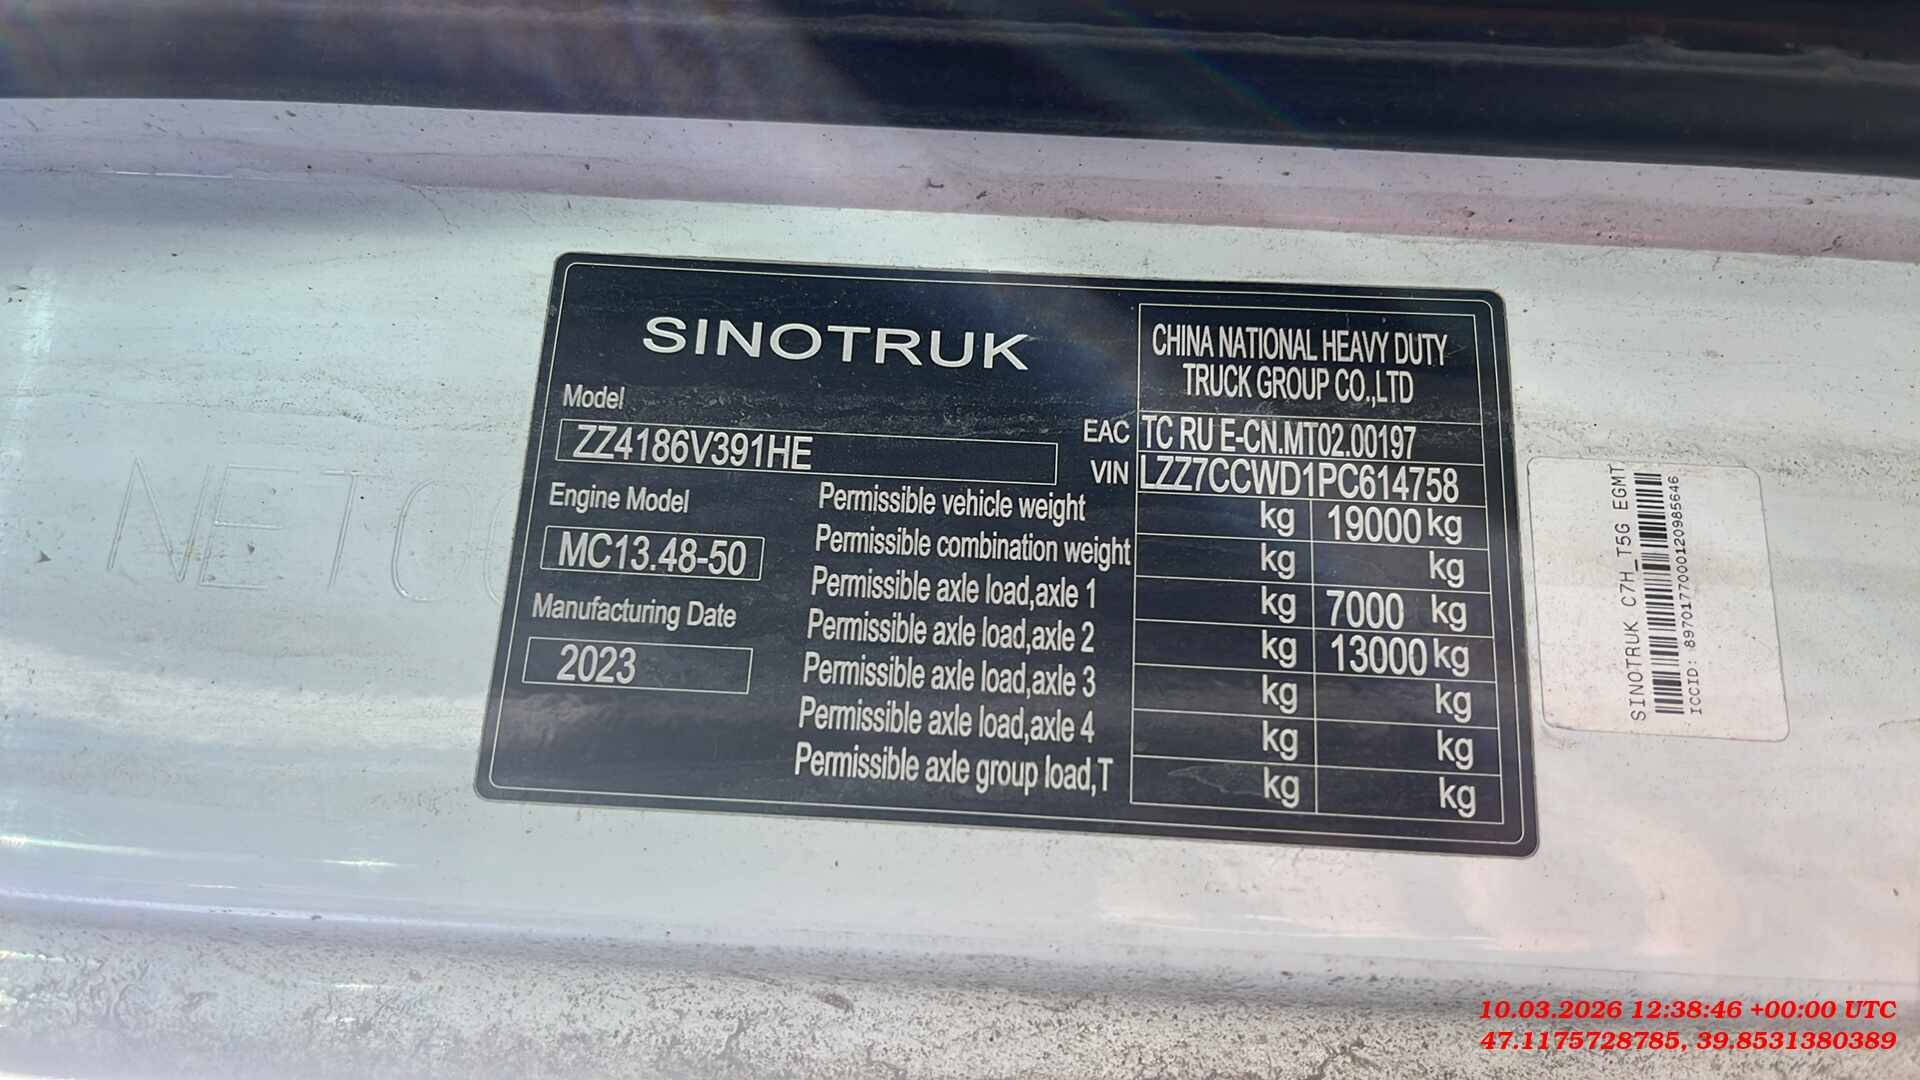 SINOTRUK
CHINA NATIONAL HEAVY DUTY
TRUCK GROUP CO.,LTD
Model
ZZ4186V391HE
EAC TC RU E-CN.MT02.00197
VIN LZZ7CCWD1PC614758
Engine Model
MC13.48-50
Manufacturing Date
2023
Permissible vehicle weight kg 19000 kg
Permissible combination weight kg kg
Permissible axle load,axle 1 kg 7000 kg
Permissible axle load,axle 2 kg 13000 kg
Permissible axle load,axle 3 kg kg
Permissible axle load,axle 4 kg kg
Permissible axle group load,T kg kg
SINOTRUK C7H_T5G EGMT
ICCID: 89701770001209856​46
NETC
10.03.2026 12:38:46 +00:00 UTC
47.1175728785, 39.8531380389